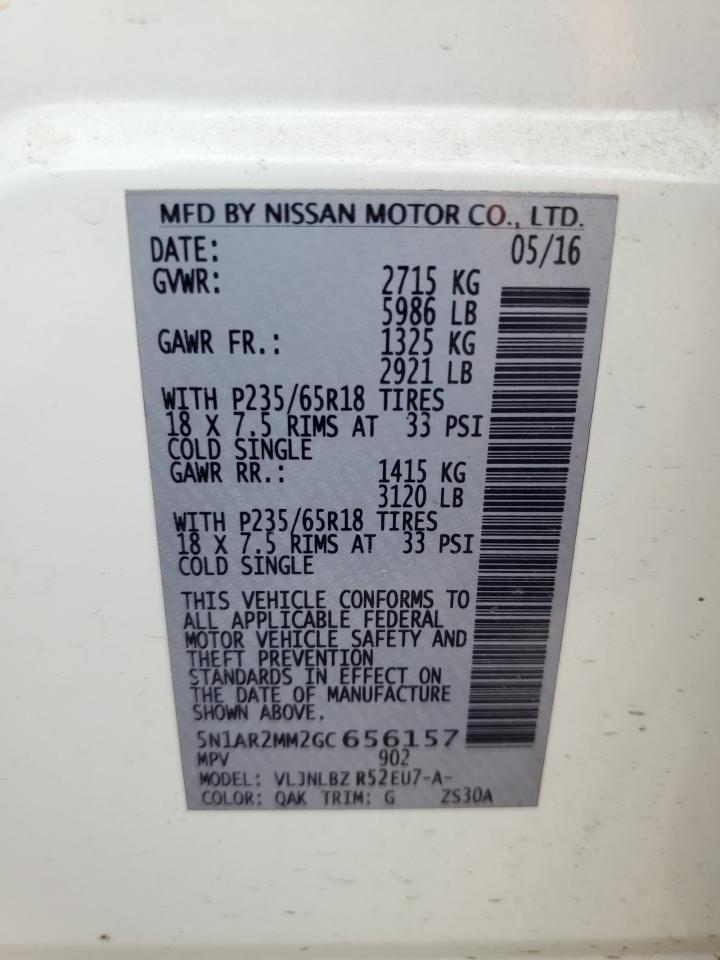 MFD BY NISSAN MOTOR CO., LTD.
DATE: 05/16
GVWR: 2715 KG
5986 LB
GAWR FR.: 1325 KG
2921 LB
WITH P235/65R18 TIRES
18 X 7.5 RIMS AT 33 PSI
COLD SINGLE
GAWR RR.: 1415 KG
3120 LB
WITH P235/65R18 TIRES
18 X 7.5 RIMS AT 33 PSI
COLD SINGLE
THIS VEHICLE CONFORMS TO
ALL APPLICABLE FEDERAL
MOTOR VEHICLE SAFETY AND
THEFT PREVENTION
STANDARDS IN EFFECT ON
THE DATE OF MANUFACTURE
SHOWN ABOVE.
5N1AR2MM2GC656157
MPV 902
MODEL: VLJNLBZ R52EU7-A-
COLOR: QAK TRIM: G ZS30A